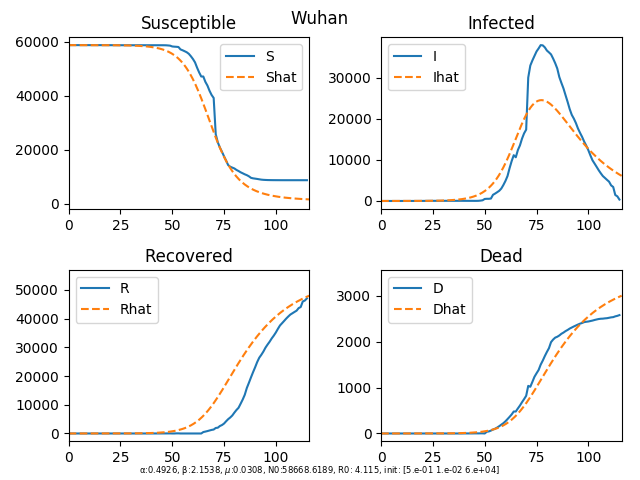 Wuhan
Susceptible
60000
40000
20000
0
0 25 50 75 100
S
Shat
Infected
30000
20000
10000
0
0 25 50 75 100
I
Ihat
Recovered
50000
40000
30000
20000
10000
0
0 25 50 75 100
R
Rhat
Dead
3000
2000
1000
0
0 25 50 75 100
D
Dhat
α:0.4926, β:2.1538, μ:0.0308, N0:58668.6189, R0: 4.115, init: [5.e-01 1.e-02 6.e+04]